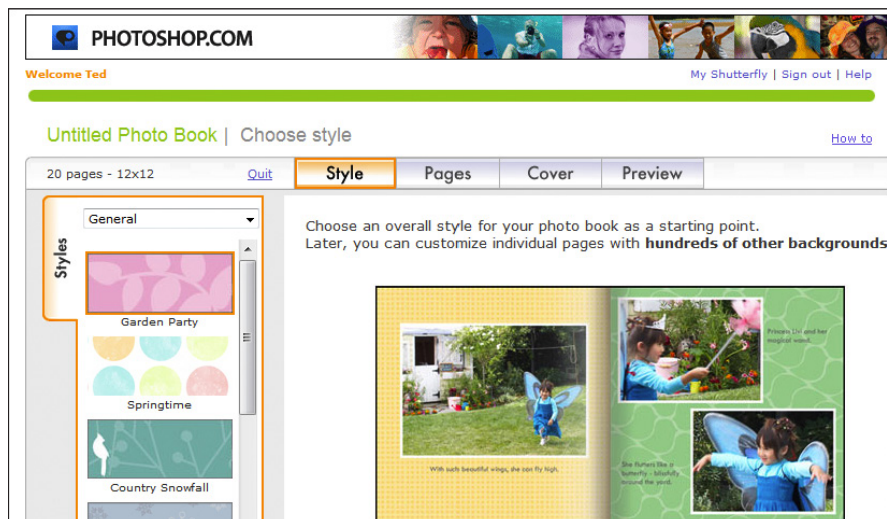 PHOTOSHOP.COM
Welcome Ted
My Shutterfly | Sign out | Help
Untitled Photo Book | Choose style
How to
20 pages - 12x12
Quit
Style
Pages
Cover
Preview
Styles
General
Garden Party
Springtime
Country Snowfall
Choose an overall style for your photo book as a starting point.
Later, you can customize individual pages with hundreds of other backgrounds
With such beautiful wings, she can fly high.
Princess Livi and her
magical wand.
She flutters like a
butterfly - blissfully
around the yard.